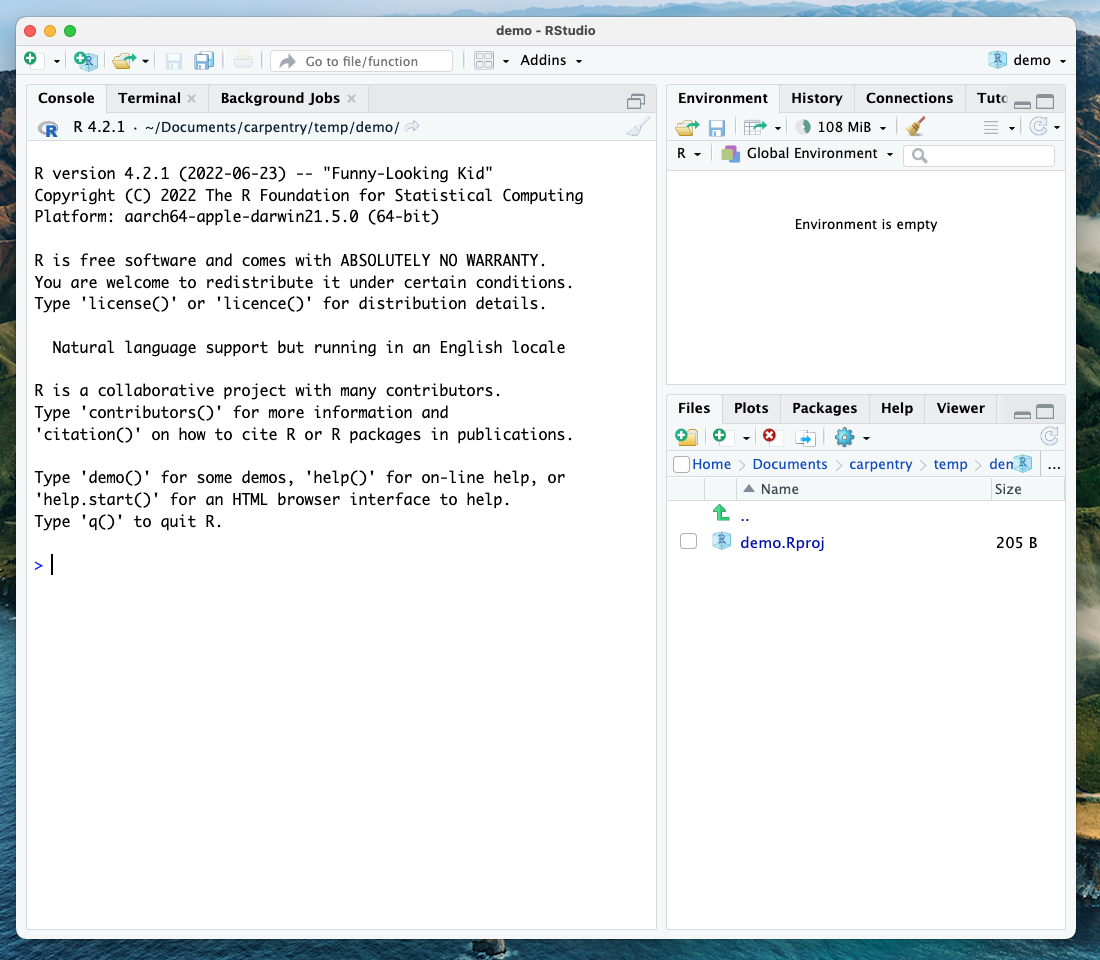 demo - RStudio
Go to file/function
Addins
demo
Console
Terminal
Background Jobs
R 4.2.1 · ~/Documents/carpentry/temp/demo/
R version 4.2.1 (2022-06-23) -- "Funny-Looking Kid"
Copyright (C) 2022 The R Foundation for Statistical Computing
Platform: aarch64-apple-darwin21.5.0 (64-bit)
R is free software and comes with ABSOLUTELY NO WARRANTY.
You are welcome to redistribute it under certain conditions.
Type 'license()' or 'licence()' for distribution details.
Natural language support but running in an English locale
R is a collaborative project with many contributors.
Type 'contributors()' for more information and
'citation()' on how to cite R or R packages in publications.
Type 'demo()' for some demos, 'help()' for on-line help, or
'help.start()' for an HTML browser interface to help.
Type 'q()' to quit R.
>
Environment History Connections Tuto
108 MiB
R Global Environment
Environment is empty
Files Plots Packages Help Viewer
Home Documents carpentry temp den ...
Name Size
..
demo.Rproj 205 B